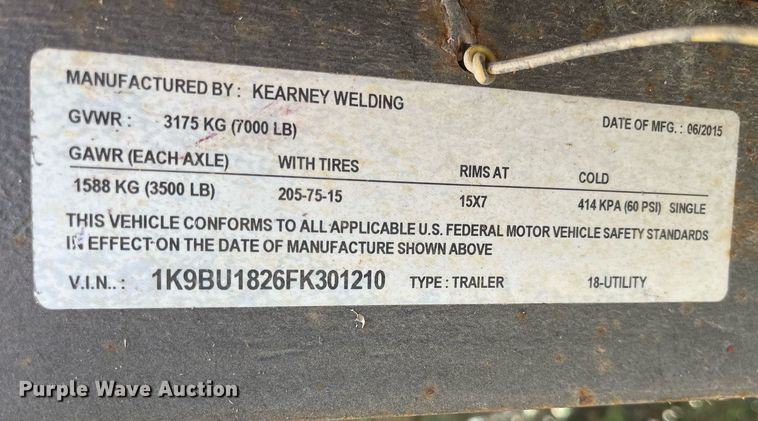 MANUFACTURED BY : KEARNEY WELDING
GVWR : 3175 KG (7000 LB) DATE OF MFG. : 06/2015
GAWR (EACH AXLE) WITH TIRES RIMS AT COLD
1588 KG (3500 LB) 205-75-15 15X7 414 KPA (60 PSI) SINGLE
THIS VEHICLE CONFORMS TO ALL APPLICABLE U.S. FEDERAL MOTOR VEHICLE SAFETY STANDARDS
IN EFFECT ON THE DATE OF MANUFACTURE SHOWN ABOVE
V.I.N..: 1K9BU1826FK301210 TYPE : TRAILER 18-UTILITY
Purple Wave Auction